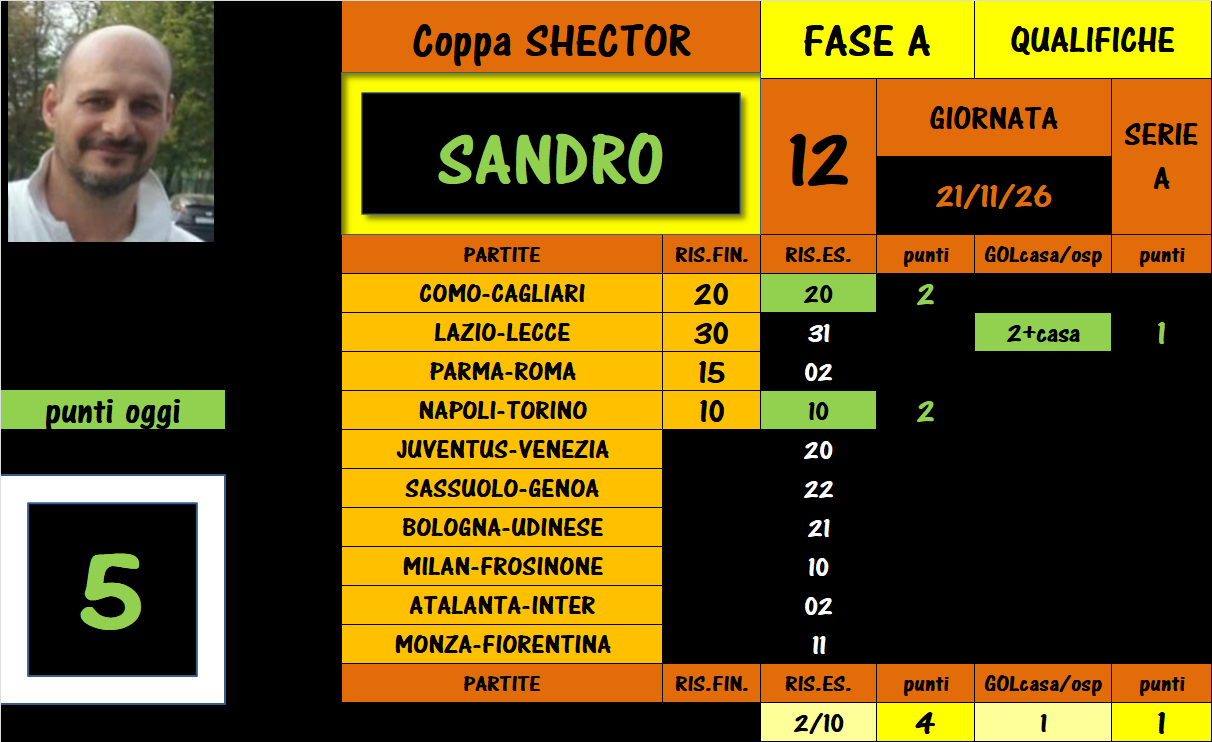 Coppa SHECTOR FASE A QUALIFICHE
SANDRO 12 GIORNATA SERIE A
21/11/26
PARTITE RIS.FIN. RIS.ES. punti GOLcasa/osp punti
COMO-CAGLIARI 20 20 2
LAZIO-LECCE 30 31 2+casa 1
PARMA-ROMA 15 02
NAPOLI-TORINO 10 10 2
punti oggi
JUVENTUS-VENEZIA 20
SASSUOLO-GENOA 22
BOLOGNA-UDINESE 21
MILAN-FROSINONE 10
5
ATALANTA-INTER 02
MONZA-FIORENTINA 11
PARTITE RIS.FIN. RIS.ES. punti GOLcasa/osp punti
2/10 4 1 1